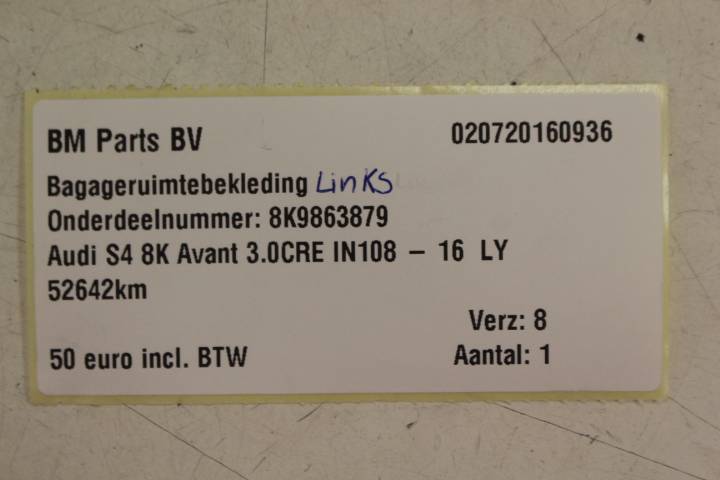 BM Parts BV 020720160936
Bagageruimtebekleding Links
Onderdeelnummer: 8K9863879
Audi S4 8K Avant 3.0CRE IN108 – 16 LY
52642km
Verz: 8
50 euro incl. BTW Aantal: 1